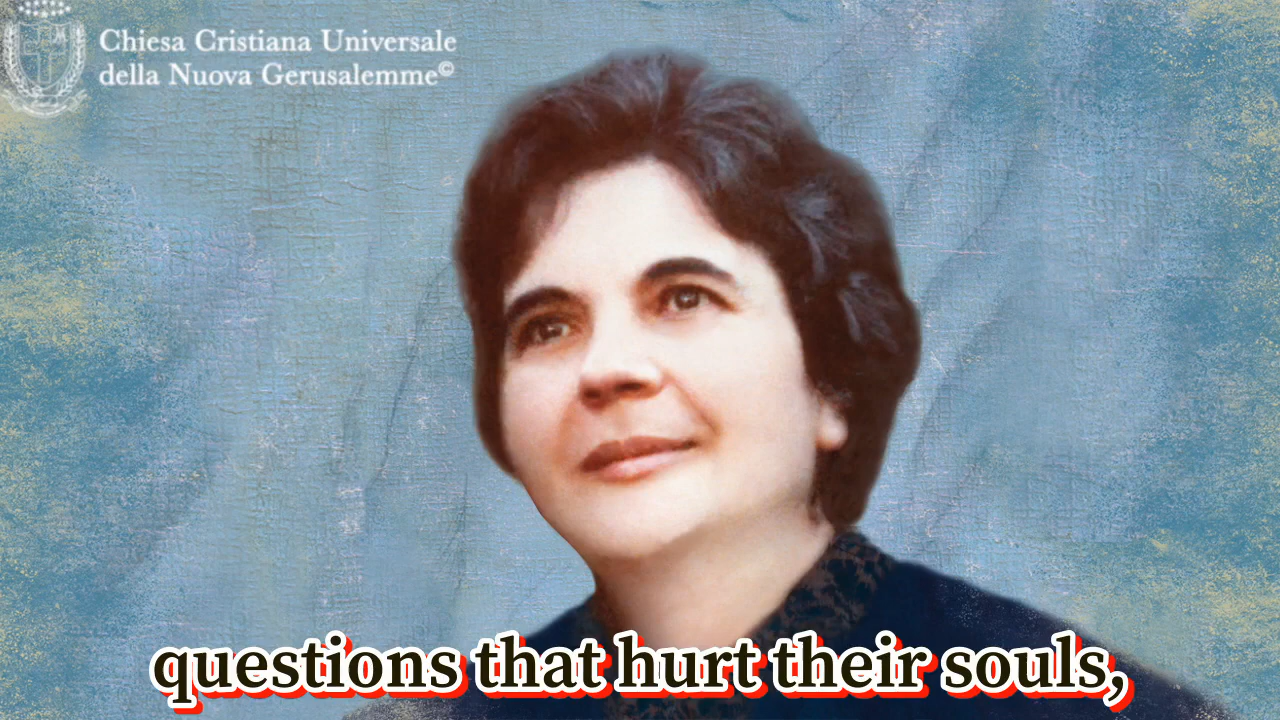 Chiesa Cristiana Universale
della Nuova Gerusalemme©
questions that hurt their souls,